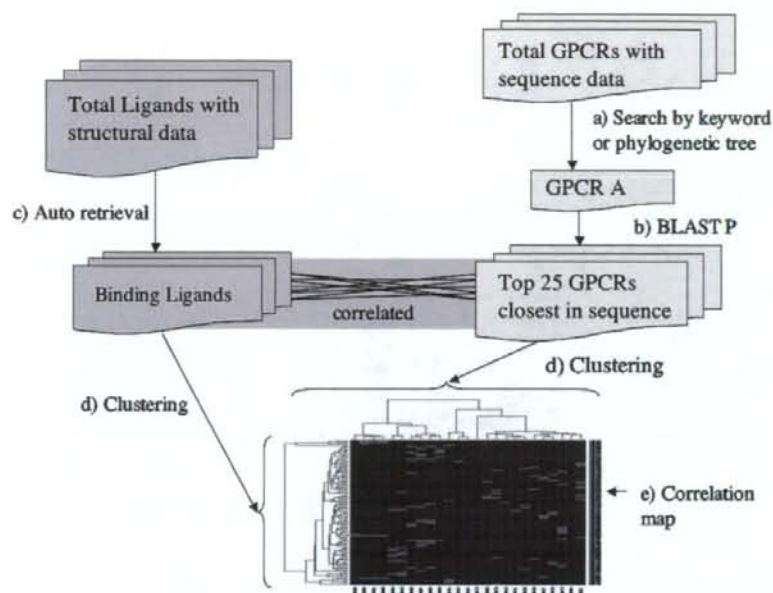 Total Ligands with
structural data
Total GPCRs with
sequence data
a) Search by keyword
or phylogenetic tree
GPCR A
c) Auto retrieval
b) BLAST P
Binding Ligands
correlated
Top 25 GPCRs
closest in sequence
d) Clustering
d) Clustering
e) Correlation
map